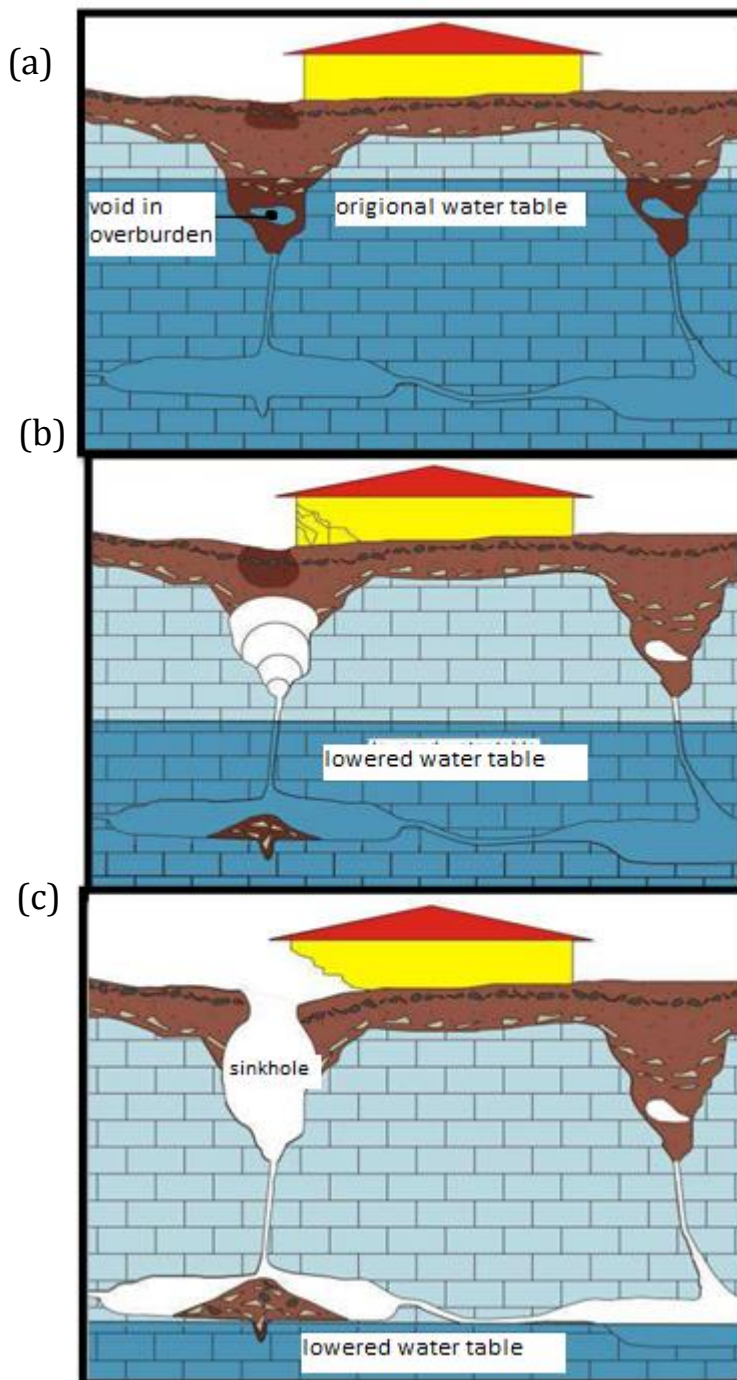 (a)
void in
overburden
origional water table
(b)
lowered water table
(c)
sinkhole
lowered water table